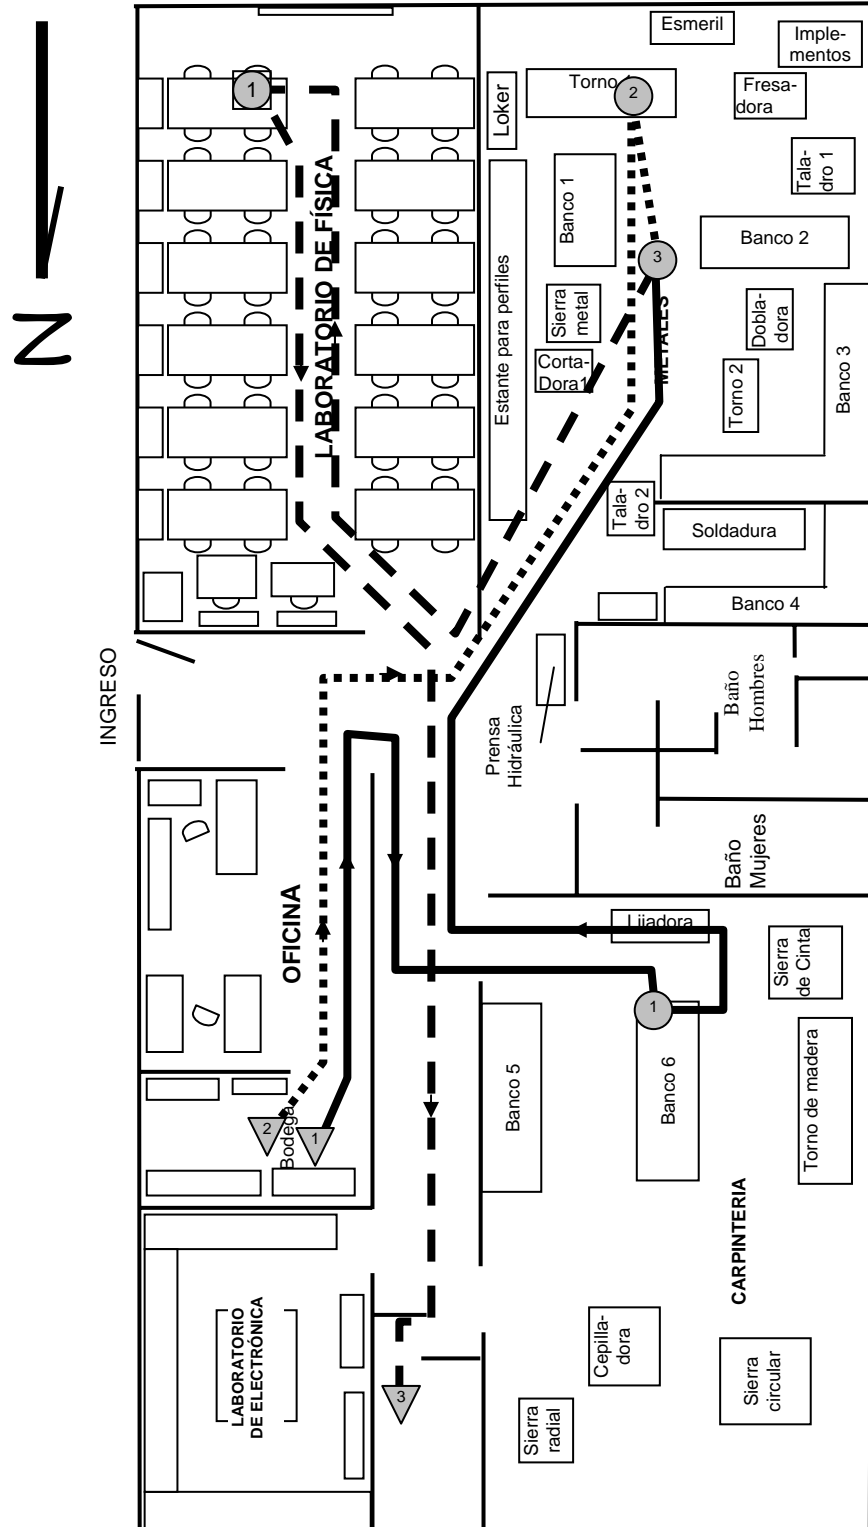 N
Esmeril
Imple-
mentos
Torno 1
2
Fresa-
dora
Loker
1
Tala-
dro 1
LABORATORIO DE FÍSICA
Banco 1
Banco 2
3
Estante para perfiles
Sierra
metal
METALES
Dobla-
dora
Corta-
Dora1
Torno 2
Banco 3
Tala-
dro 2
Soldadura
Banco 4
INGRESO
Prensa
Hidráulica
Baño
Hombres
Baño
Mujeres
OFICINA
Lijadora
Sierra
de Cinta
1
Banco 5
Banco 6
Torno de madera
2
1
Bodega
CARPINTERIA
LABORATORIO
DE ELECTRÓNICA
Cepilla-
dora
Sierra
circular
3
Sierra
radial